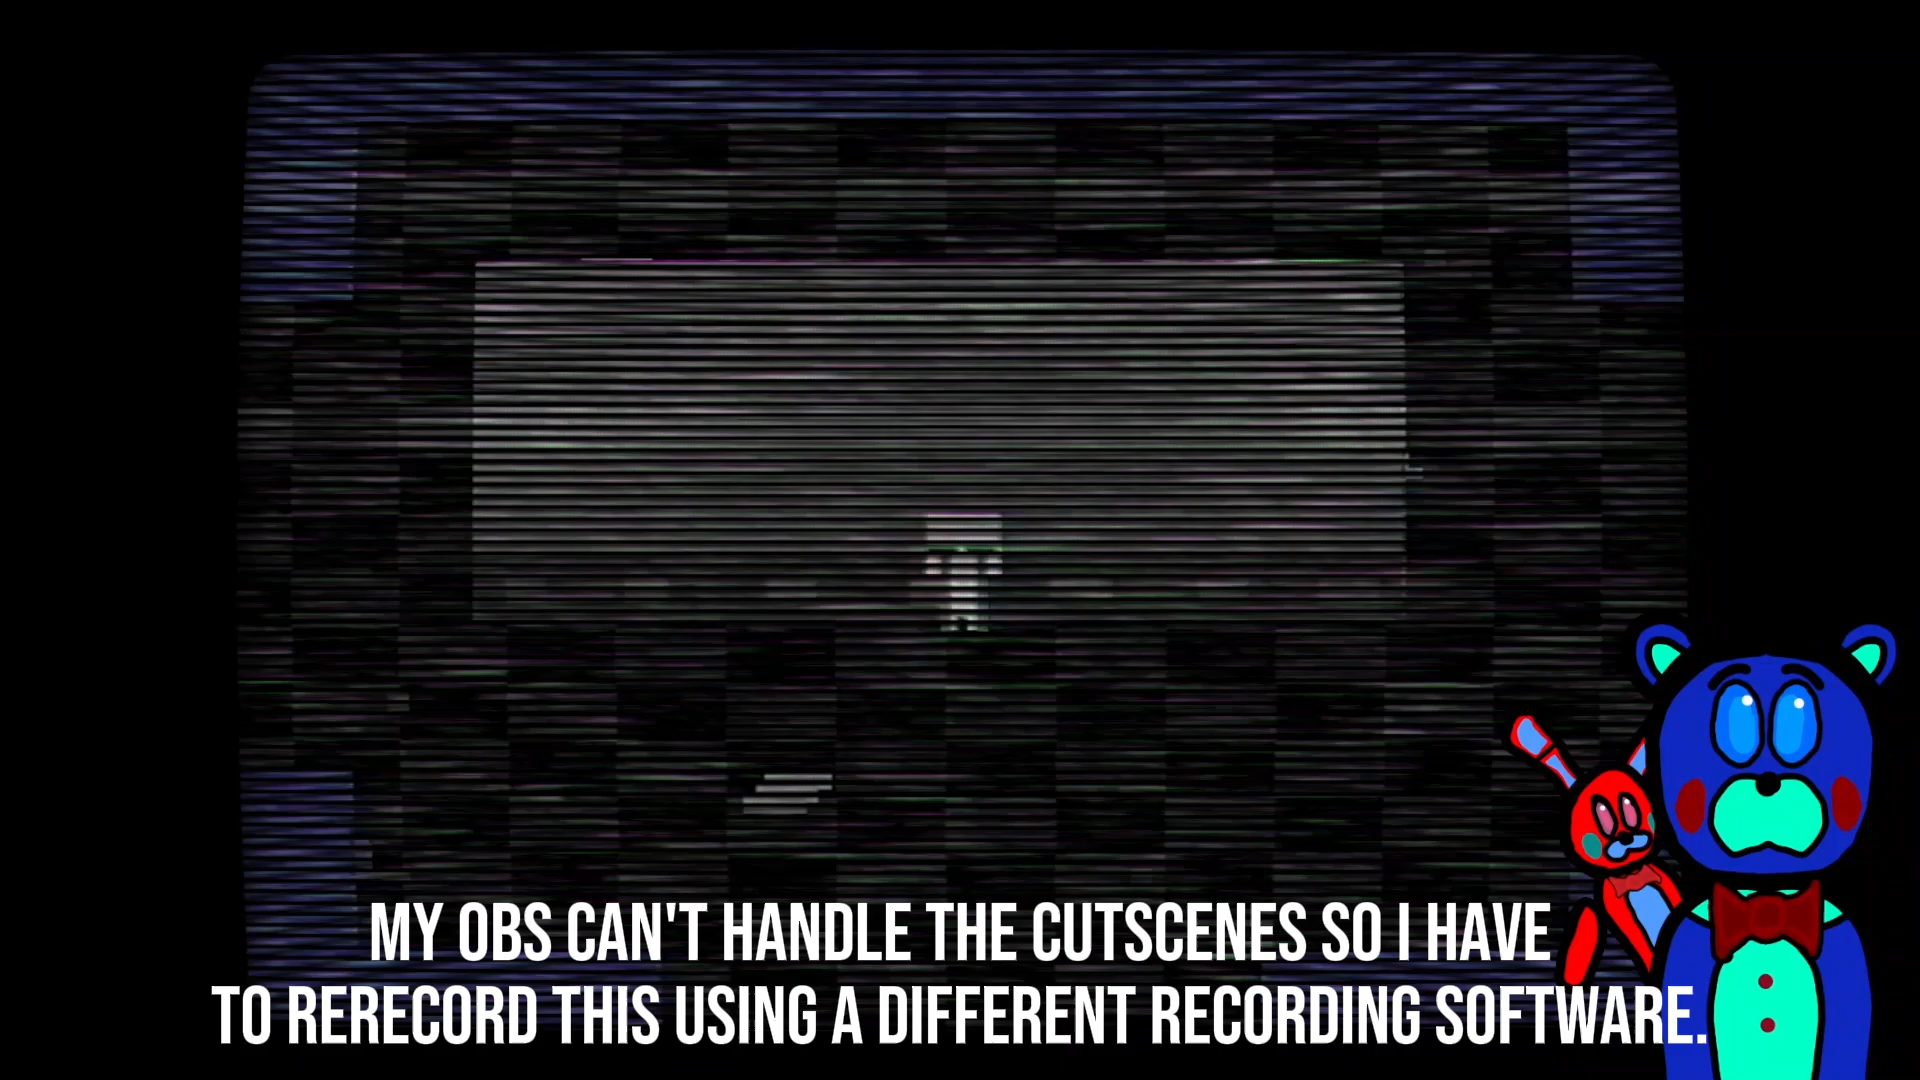 MY OBS CAN'T HANDLE THE CUTSCENES SO I HAVE
TO RERECORD THIS USING A DIFFERENT RECORDING SOFTWARE.